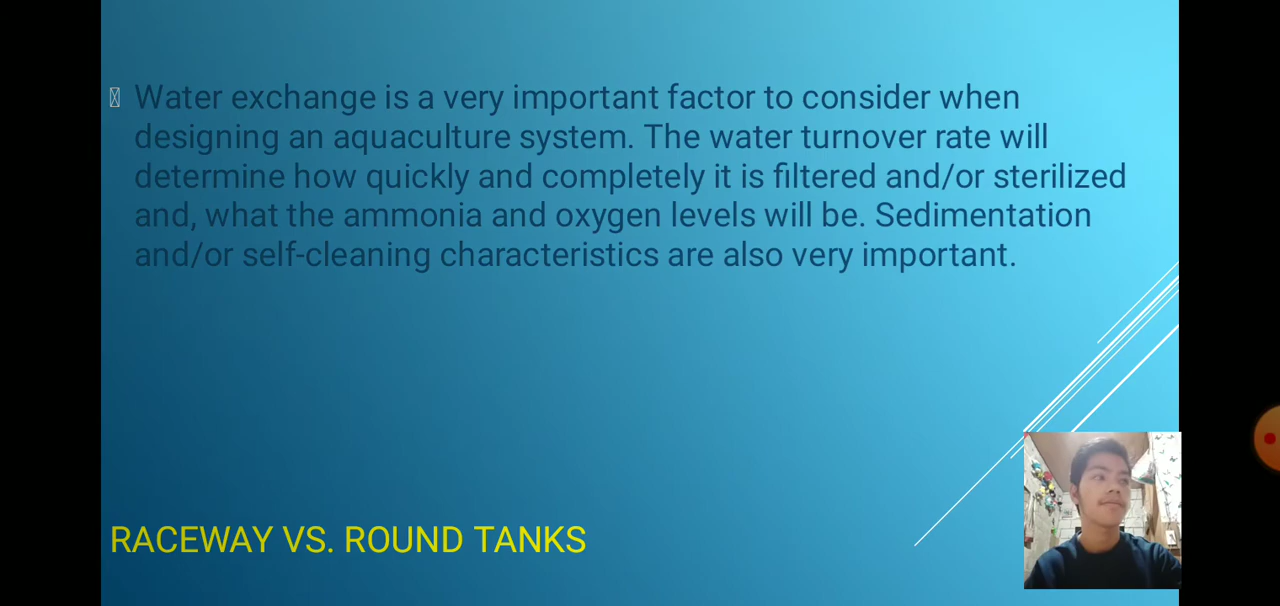 Water exchange is a very important factor to consider when
designing an aquaculture system. The water turnover rate will
determine how quickly and completely it is filtered and/or sterilized
and, what the ammonia and oxygen levels will be. Sedimentation
and/or self-cleaning characteristics are also very important.
RACEWAY VS. ROUND TANKS